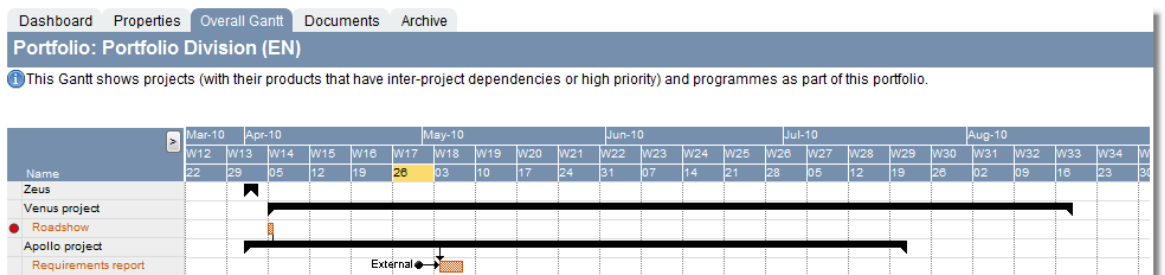 Dashboard Properties Overall Gantt Documents Archive
Portfolio: Portfolio Division (EN)
This Gantt shows projects (with their products that have inter-project dependencies or high priority) and programmes as part of this portfolio.
> Mar-10 Apr-10 May-10 Jun-10 Jul-10 Aug-10
W12 W13 W14 W15 W16 W17 W18 W19 W20 W21 W22 W23 W24 W25 W26 W27 W28 W29 W30 W31 W32 W33 W34 W
Name 22 29 05 12 19 26 03 10 17 24 31 07 14 21 28 05 12 19 26 02 09 16 23 30
Zeus
Venus project
Roadshow
Apollo project
Requirements report External